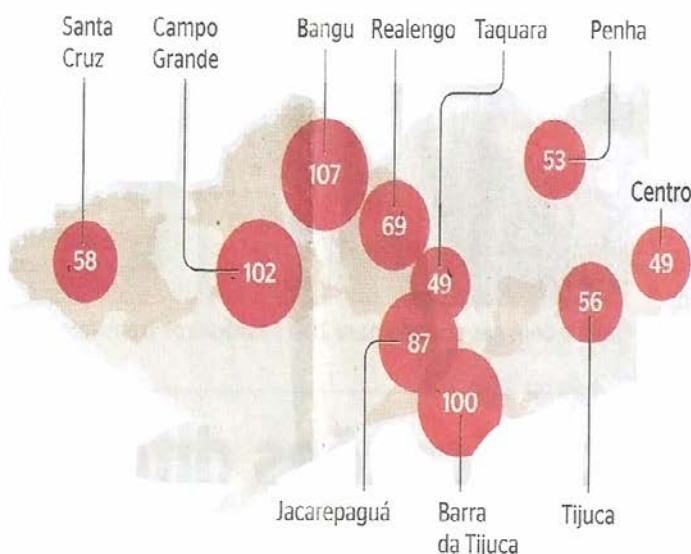 Santa
Cruz
Campo
Grande
Bangu
Realengo
Taquara
Penha
107
53
Centro
69
58
102
49
49
56
87
100
Jacarepaguá
Barra
da Tijuca
Tijuca